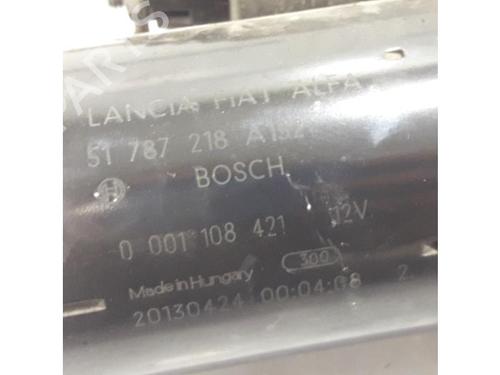 LANCIA FIAT ALFA
51 787 218 A152
BOSCH
0 001 108 421 12V
300
Made in Hungary
20130424 00:04:08 2